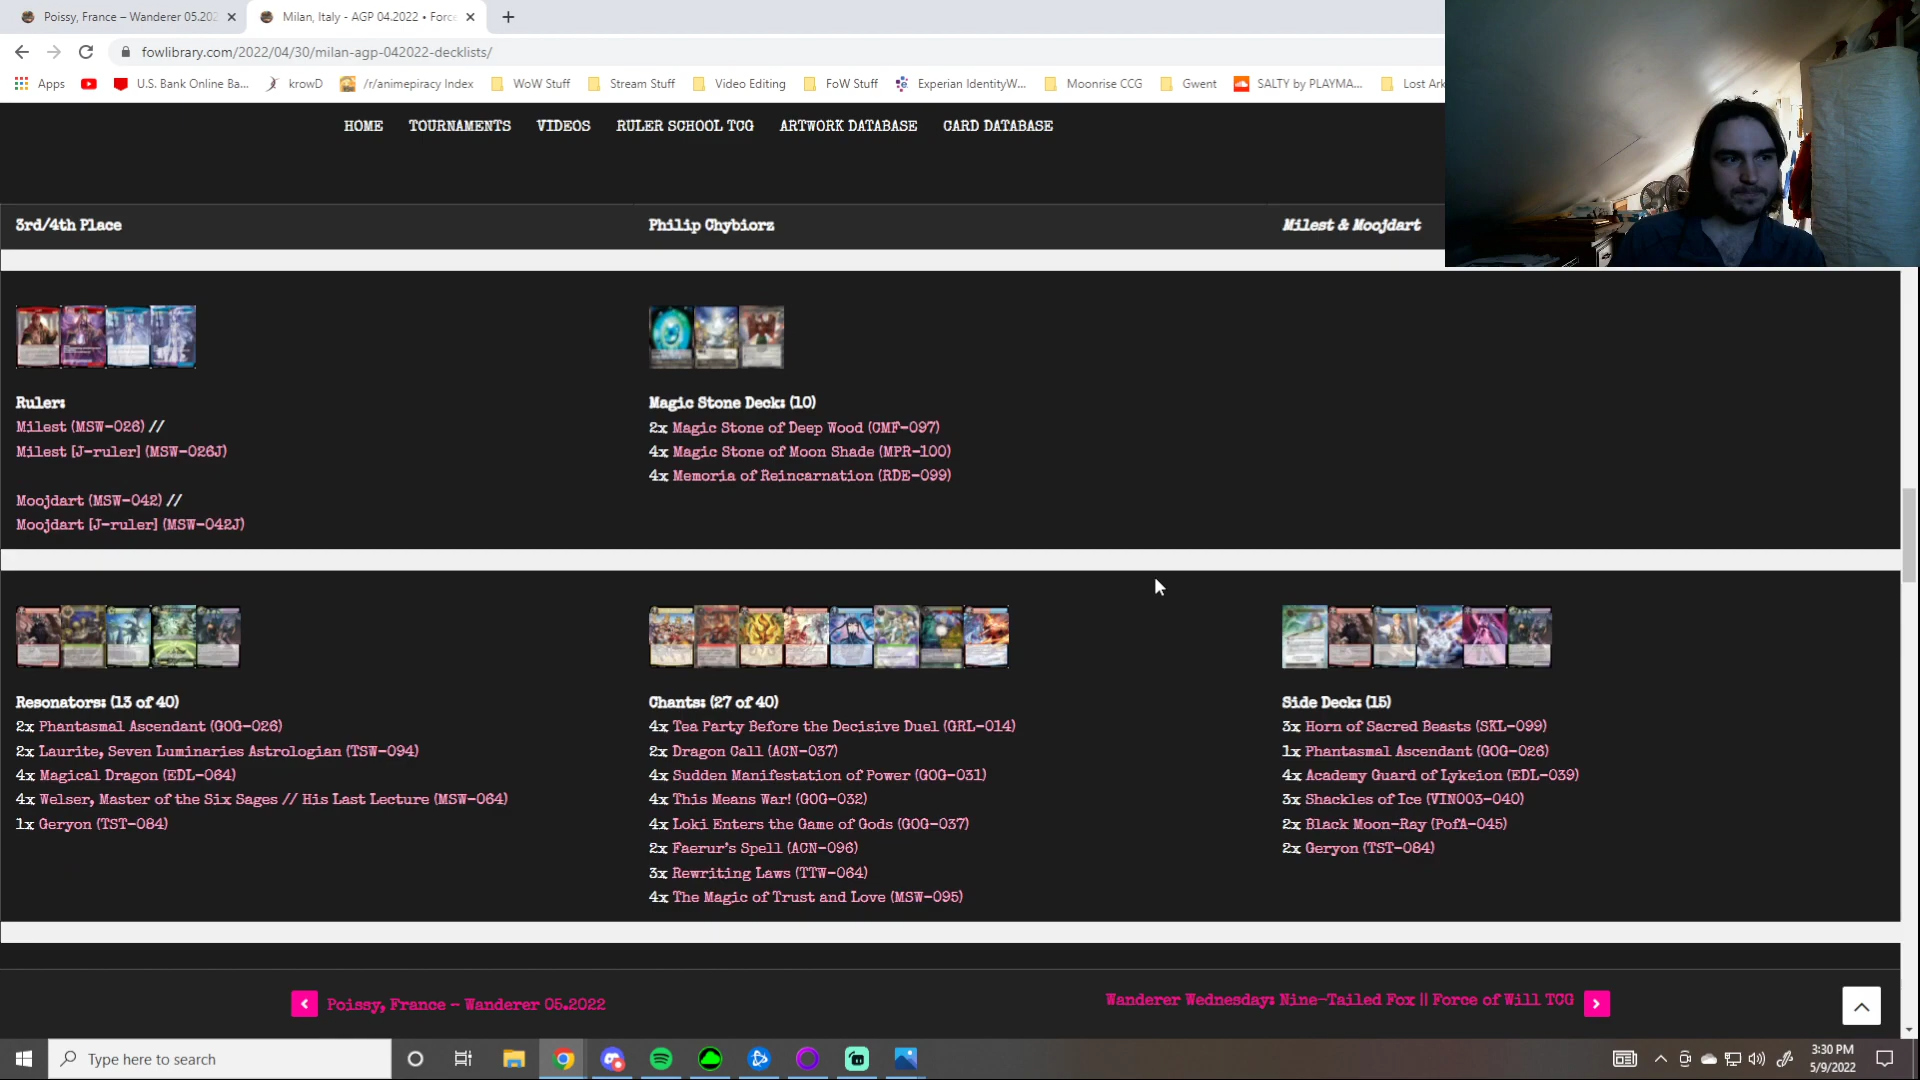 Poissy, France – Wanderer 05.202
Milan, Italy - AGP 04.2022 • Force
fowlibrary.com/2022/04/30/milan-agp-042022-decklists/
Apps
U.S. Bank Online Ba...
krowD
/r/animepiracy Index
WoW Stuff
Stream Stuff
Video Editing
FoW Stuff
Experian IdentityW...
Moonrise CCG
Gwent
SALTY by PLAYMA...
Lost Ark
HOME TOURNAMENTS VIDEOS RULER SCHOOL TCG ARTWORK DATABASE CARD DATABASE
3rd/4th Place
Philip Chybiorz
Milest & Moojdart
Ruler:
Milest (MSW-026) //
Milest [J-ruler] (MSW-026J)
Moojdart (MSW-042) //
Moojdart [J-ruler] (MSW-042J)
Magic Stone Deck: (10)
2x Magic Stone of Deep Wood (CMF-097)
4x Magic Stone of Moon Shade (MPR-100)
4x Memoria of Reincarnation (RDE-099)
Resonators: (13 of 40)
2x Phantasmal Ascendant (GOG-026)
2x Laurite, Seven Luminaries Astrologian (TSW-094)
4x Magical Dragon (EDL-064)
4x Welser, Master of the Six Sages // His Last Lecture (MSW-064)
1x Geryon (TST-084)
Chants: (27 of 40)
4x Tea Party Before the Decisive Duel (GRL-014)
2x Dragon Call (ACN-037)
4x Sudden Manifestation of Power (GOG-031)
4x This Means War! (GOG-032)
4x Loki Enters the Game of Gods (GOG-037)
2x Faerur's Spell (ACN-096)
3x Rewriting Laws (TTW-064)
4x The Magic of Trust and Love (MSW-095)
Side Deck: (15)
3x Horn of Sacred Beasts (SKL-099)
1x Phantasmal Ascendant (GOG-026)
4x Academy Guard of Lykeion (EDL-039)
3x Shackles of Ice (VIN003-040)
2x Black Moon-Ray (PofA-045)
2x Geryon (TST-084)
Poissy, France – Wanderer 05.2022
Wanderer Wednesday: Nine-Tailed Fox || Force of Will TCG
Type here to search
3:30 PM
5/9/2022